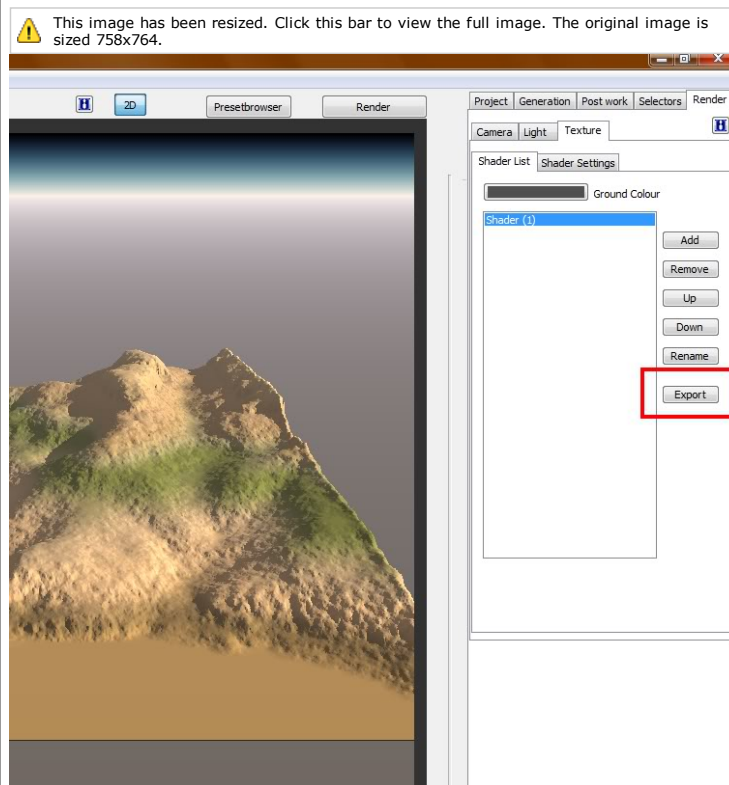 This image has been resized. Click this bar to view the full image. The original image is
sized 758x764.
2D
Presetbrowser
Render
Project
Generation
Post work
Selectors
Render
Camera
Light
Texture
Shader List
Shader Settings
Ground Colour
Shader (1)
Add
Remove
Up
Down
Rename
Export